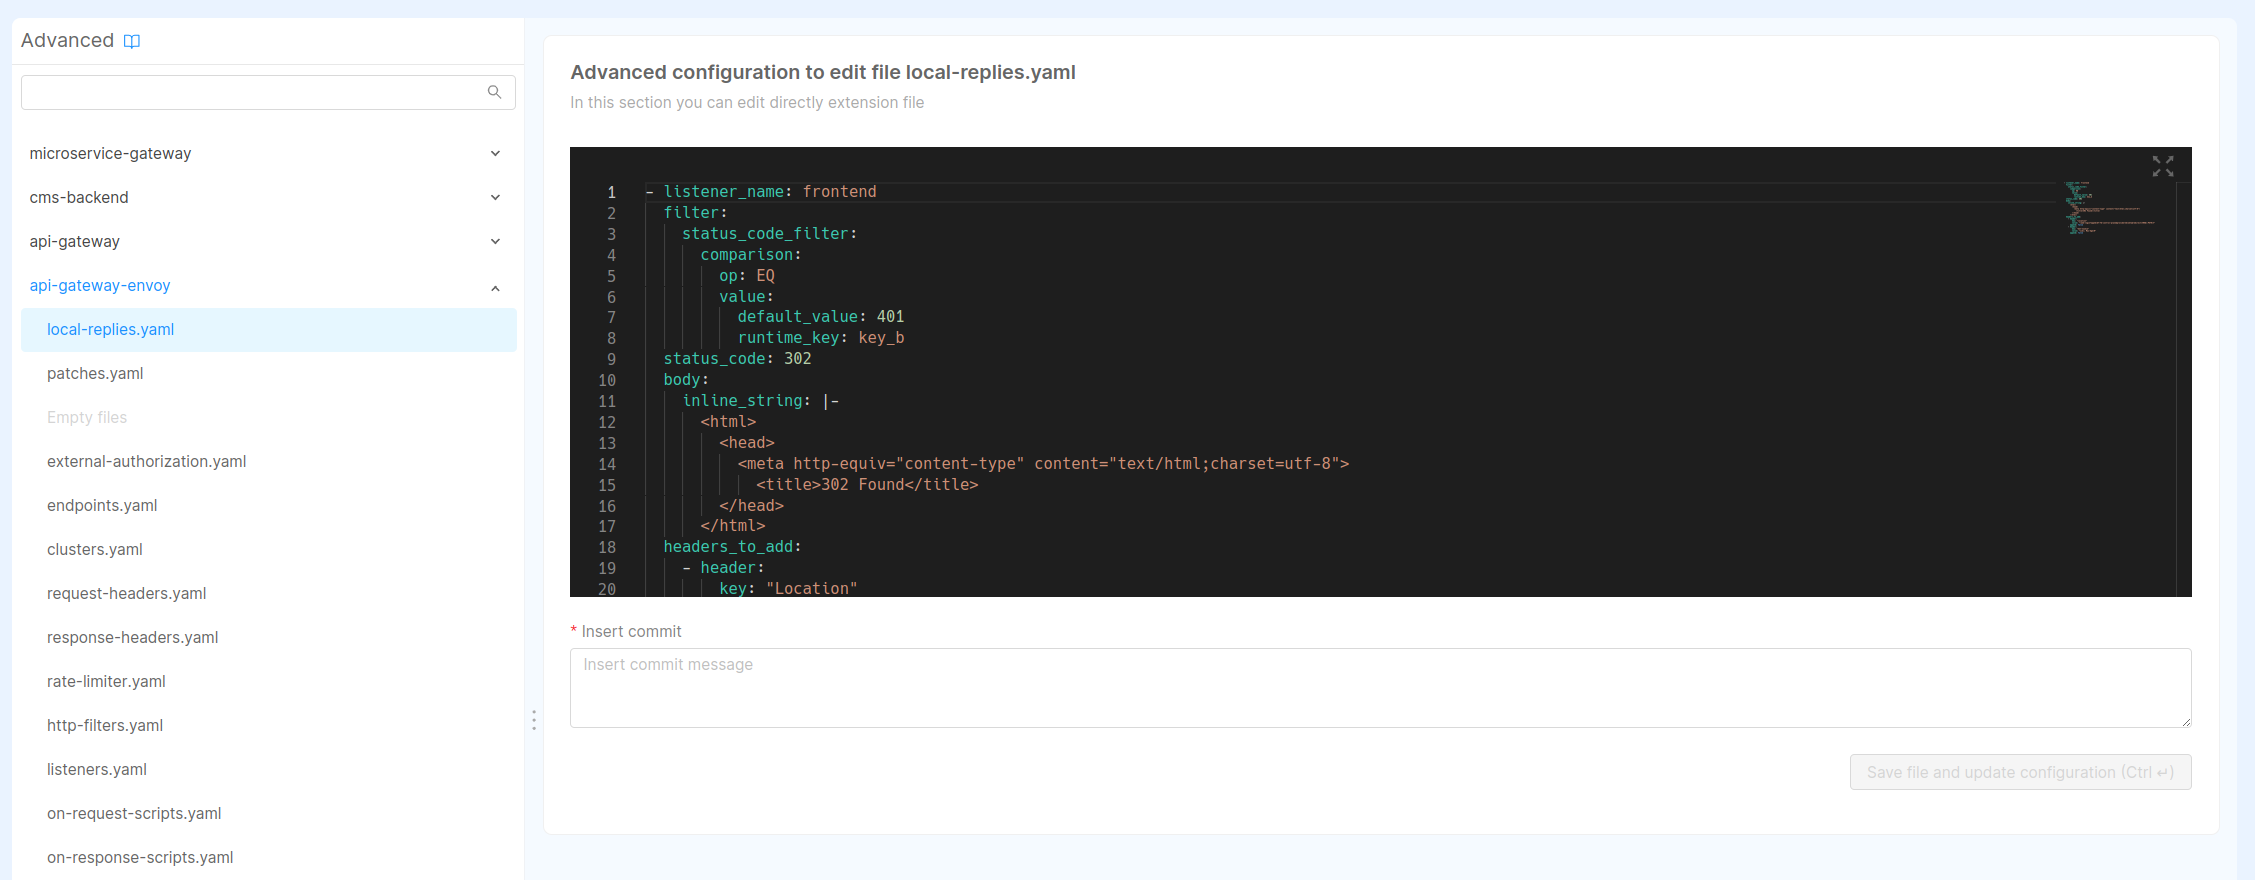 Advanced
microservice-gateway
cms-backend
api-gateway
api-gateway-envoy
local-replies.yaml
patches.yaml
Empty files
external-authorization.yaml
endpoints.yaml
clusters.yaml
request-headers.yaml
response-headers.yaml
rate-limiter.yaml
http-filters.yaml
listeners.yaml
on-request-scripts.yaml
on-response-scripts.yaml
Advanced configuration to edit file local-replies.yaml
In this section you can edit directly extension file
1 - listener_name: frontend
2 filter:
3 status_code_filter:
4 comparison:
5 op: EQ
6 value:
7 default_value: 401
8 runtime_key: key_b
9 status_code: 302
10 body:
11 inline_string: |-
12 <html>
13 <head>
14 <meta http-equiv="content-type" content="text/html;charset=utf-8">
15 <title>302 Found</title>
16 </head>
17 </html>
18 headers_to_add:
19 - header:
20 key: "Location"
* Insert commit
Insert commit message
Save file and update configuration (Ctrl ↵)